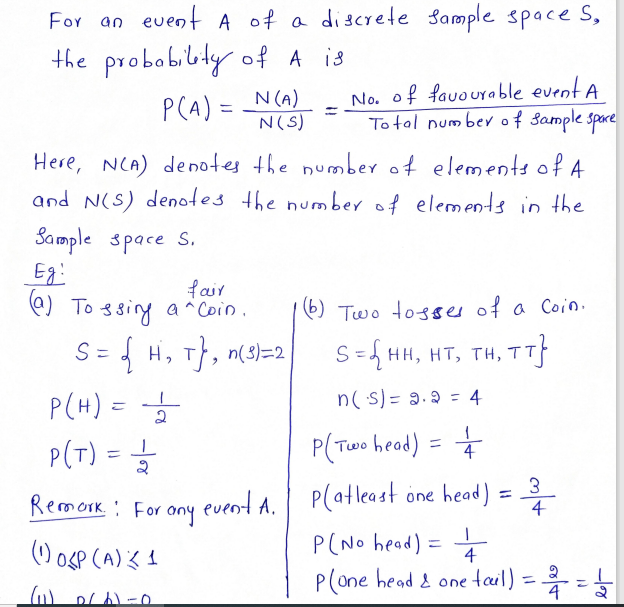 For an event A of a discrete sample space S,
the probability of A is
P(A) = N(A) / N(S) = No. of favourable event A / Total number of sample space
Here, N(A) denotes the number of elements of A
and N(S) denotes the number of elements in the
Sample space S.
Eg:
(a) Tossing a ^fair Coin.
S = { H, T}, n(S)=2
P(H) = 1/2
P(T) = 1/2
Remark : For any event A.
(i) 0≤P(A)≤1
(ii) P(ϕ)=0
(b) Two tosses of a Coin.
S = { HH, HT, TH, TT}
n(S) = 2.2 = 4
P(Two head) = 1/4
P(atleast one head) = 3/4
P(No head) = 1/4
P(One head & one tail) = 2/4 = 1/2